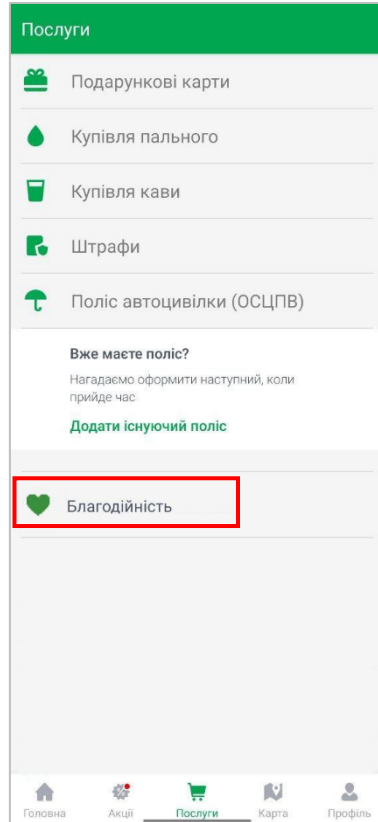 Послуги
Подарункові карти
Купівля пального
Купівля кави
Штрафи
Поліс автоцивілки (ОСЦПВ)
Вже маєте поліс?
Нагадаємо оформити наступний, коли
прийде час
Додати існуючий поліс
Благодійність
Головна Акції Послуги Карта Профіль